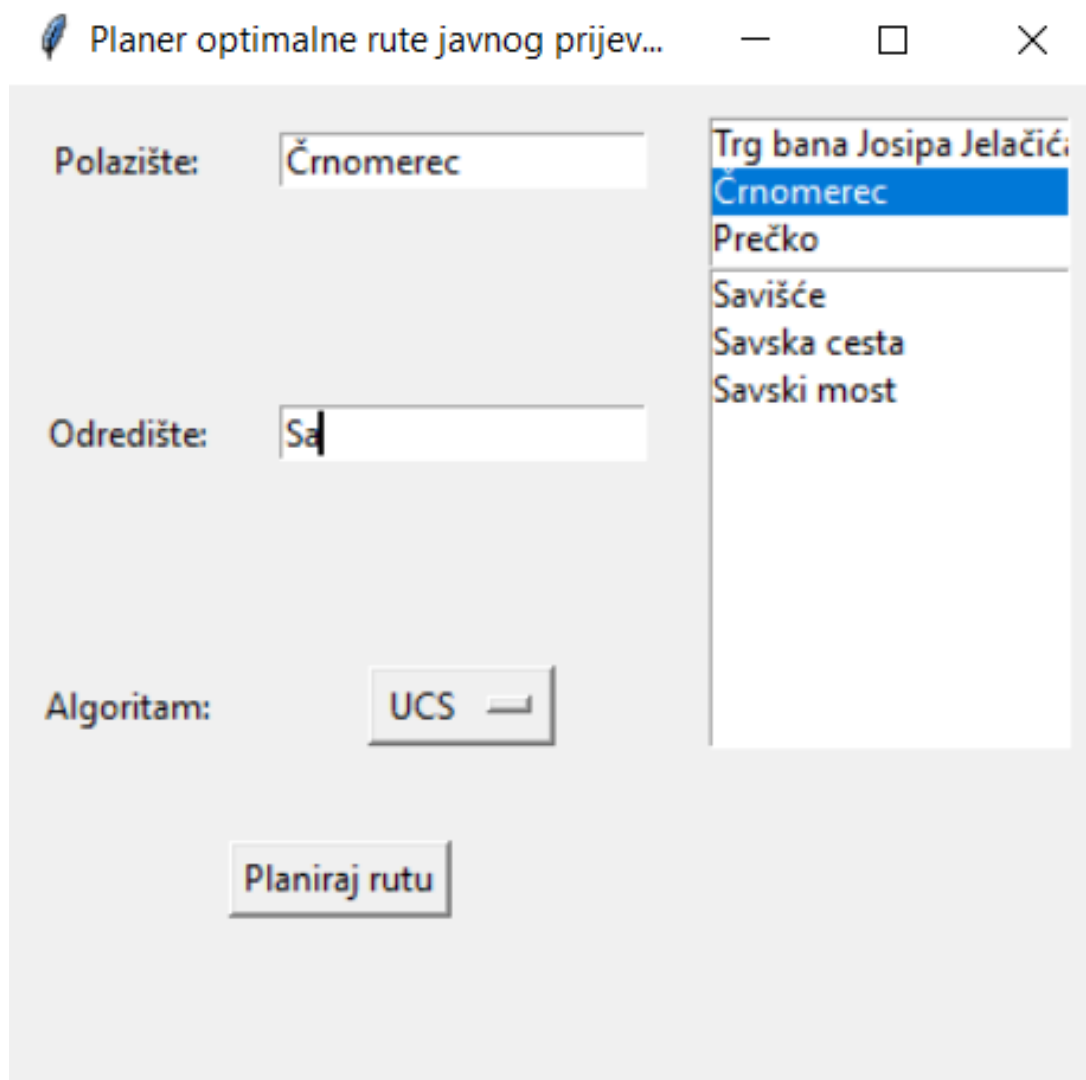 Planer optimalne rute javnog prijev...
Polazište:
Črnomerec
Trg bana Josipa Jelačića
Črnomerec
Prečko
Savišće
Savska cesta
Savski most
Odredište:
Sa
Algoritam:
UCS
Planiraj rutu